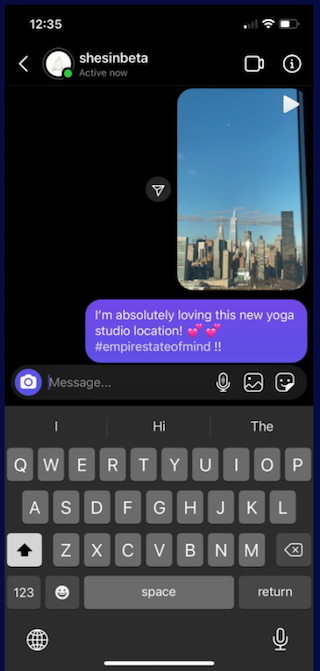 12:35
shesinbeta
Active now
I'm absolutely loving this new yoga
studio location! 💕 💕
#empirestateofmind !!
Message...
I Hi The
Q W E R T Y U I O P
A S D F G H J K L
Z X C V B N M
123 space return